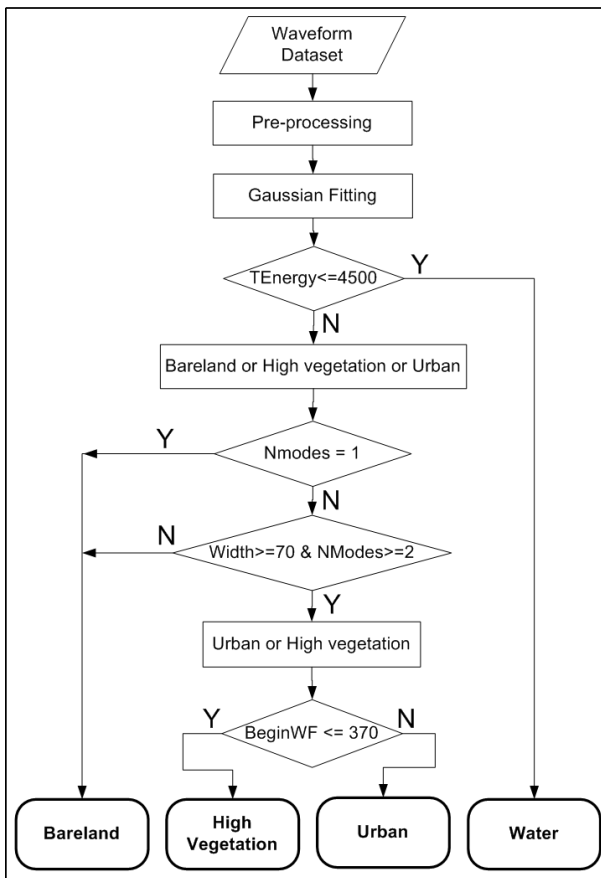 Waveform
Dataset
Pre-processing
Gaussian Fitting
TEnergy<=4500
Y
N
Bareland or High vegetation or Urban
Y
Nmodes = 1
N
N
Width>=70 & NModes>=2
Y
Urban or High vegetation
Y
BeginWF <= 370
N
Bareland
High
Vegetation
Urban
Water